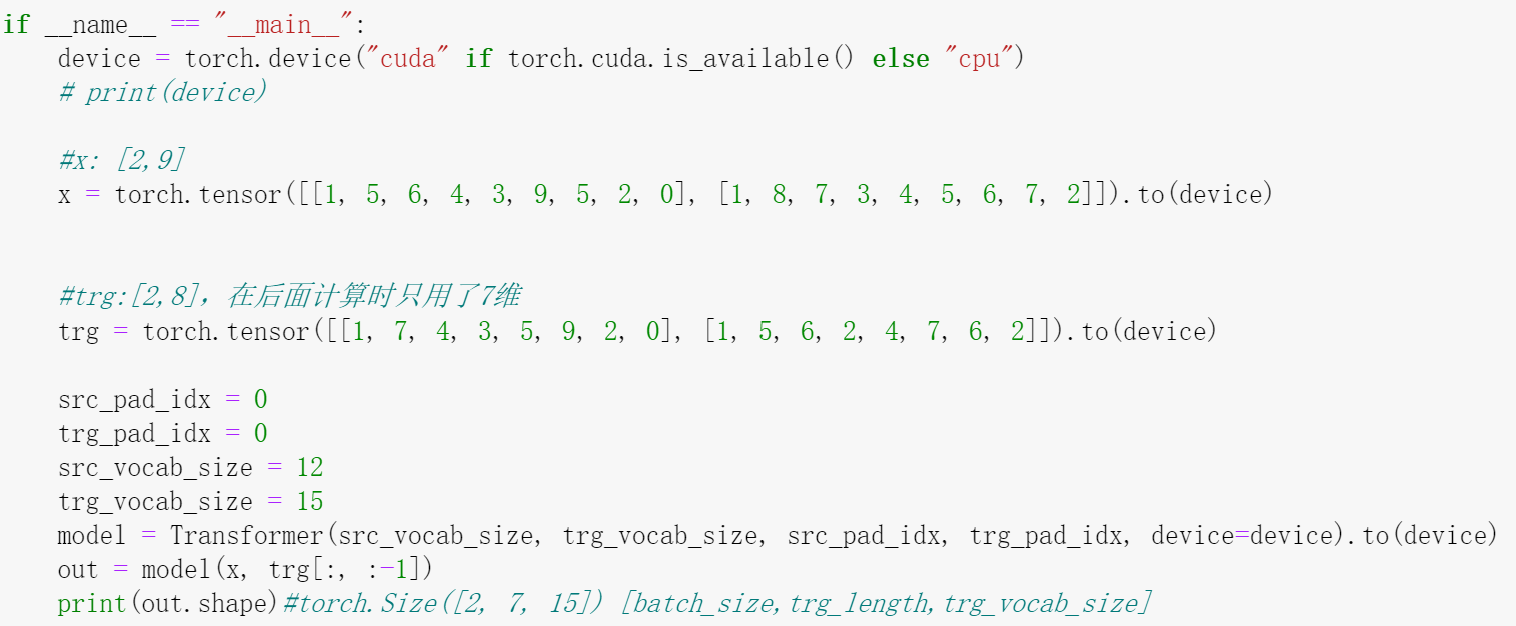 if __name__ == "__main__":
    device = torch.device("cuda" if torch.cuda.is_available() else "cpu")
    # print(device)
    #x: [2,9]
    x = torch.tensor([[1, 5, 6, 4, 3, 9, 5, 2, 0], [1, 8, 7, 3, 4, 5, 6, 7, 2]]).to(device)
    #trg:[2,8]，在后面计算时只用了7维
    trg = torch.tensor([[1, 7, 4, 3, 5, 9, 2, 0], [1, 5, 6, 2, 4, 7, 6, 2]]).to(device)
    src_pad_idx = 0
    trg_pad_idx = 0
    src_vocab_size = 12
    trg_vocab_size = 15
    model = Transformer(src_vocab_size, trg_vocab_size, src_pad_idx, trg_pad_idx, device=device).to(device)
    out = model(x, trg[:, :-1])
    print(out.shape)#torch.Size([2, 7, 15]) [batch_size,trg_length,trg_vocab_size]